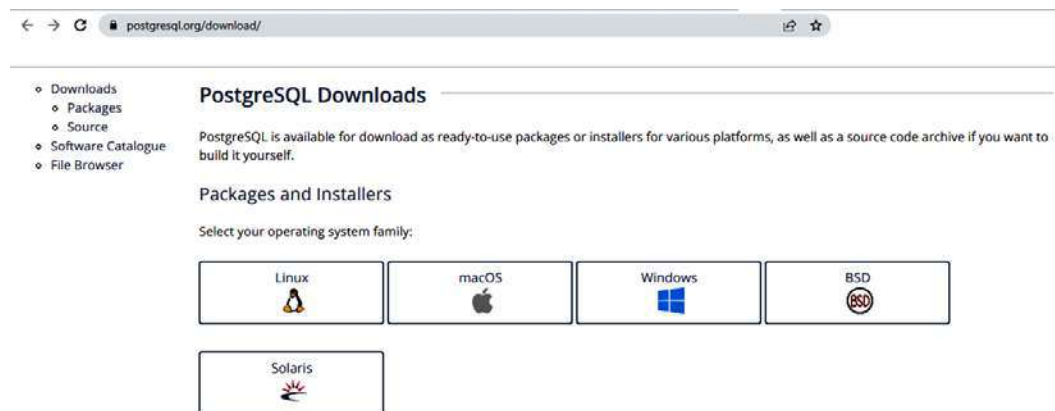 postgresql.org/download/
Downloads
Packages
Source
Software Catalogue
File Browser
PostgreSQL Downloads
PostgreSQL is available for download as ready-to-use packages or installers for various platforms, as well as a source code archive if you want to
build it yourself.
Packages and Installers
Select your operating system family:
Linux
macOS
Windows
BSD
BSD
Solaris